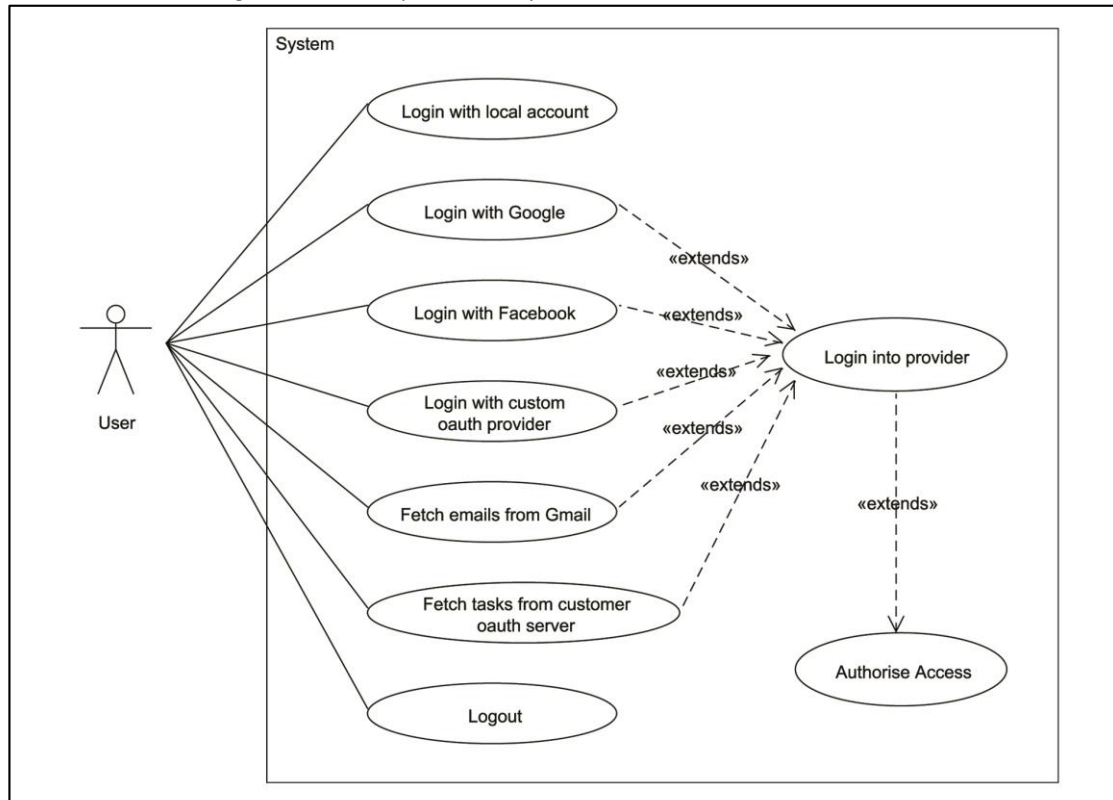 System
Login with local account
Login with Google
«extends»
Login with Facebook
«extends»
Login into provider
Login with custom
oauth provider
«extends»
User
«extends»
Fetch emails from Gmail
«extends»
«extends»
Fetch tasks from customer
oauth server
Authorise Access
Logout